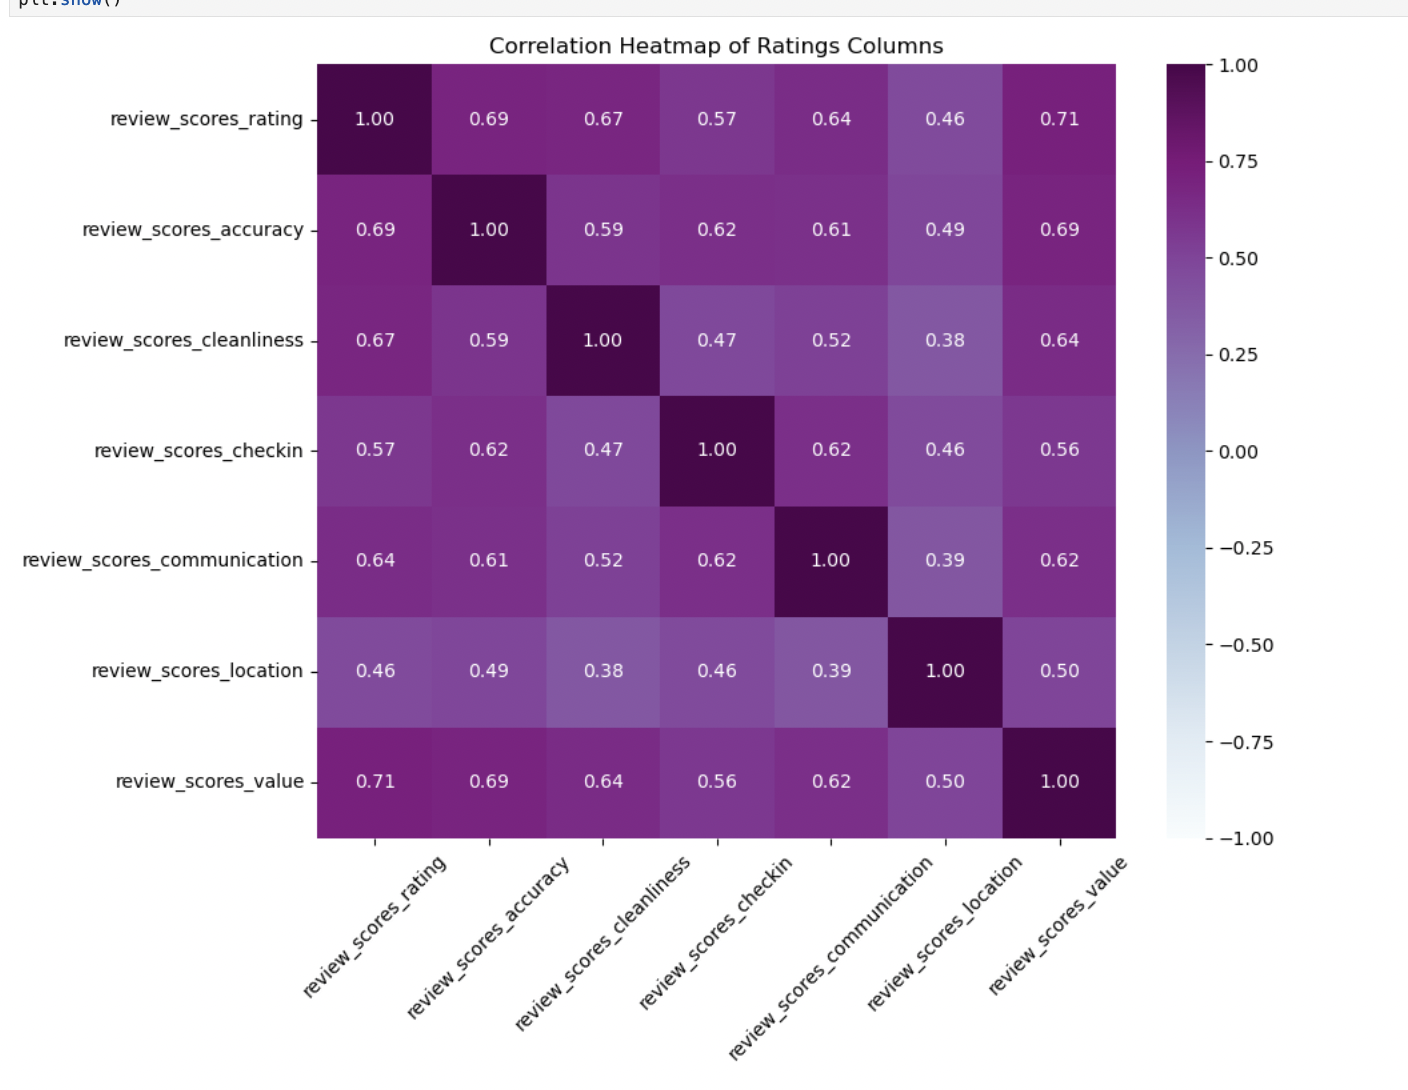 plt.show()
Correlation Heatmap of Ratings Columns
review_scores_rating 1.00 0.69 0.67 0.57 0.64 0.46 0.71
review_scores_accuracy 0.69 1.00 0.59 0.62 0.61 0.49 0.69
review_scores_cleanliness 0.67 0.59 1.00 0.47 0.52 0.38 0.64
review_scores_checkin 0.57 0.62 0.47 1.00 0.62 0.46 0.56
review_scores_communication 0.64 0.61 0.52 0.62 1.00 0.39 0.62
review_scores_location 0.46 0.49 0.38 0.46 0.39 1.00 0.50
review_scores_value 0.71 0.69 0.64 0.56 0.62 0.50 1.00
review_scores_rating
review_scores_accuracy
review_scores_cleanliness
review_scores_checkin
review_scores_communication
review_scores_location
review_scores_value
1.00
0.75
0.50
0.25
0.00
−0.25
−0.50
−0.75
−1.00